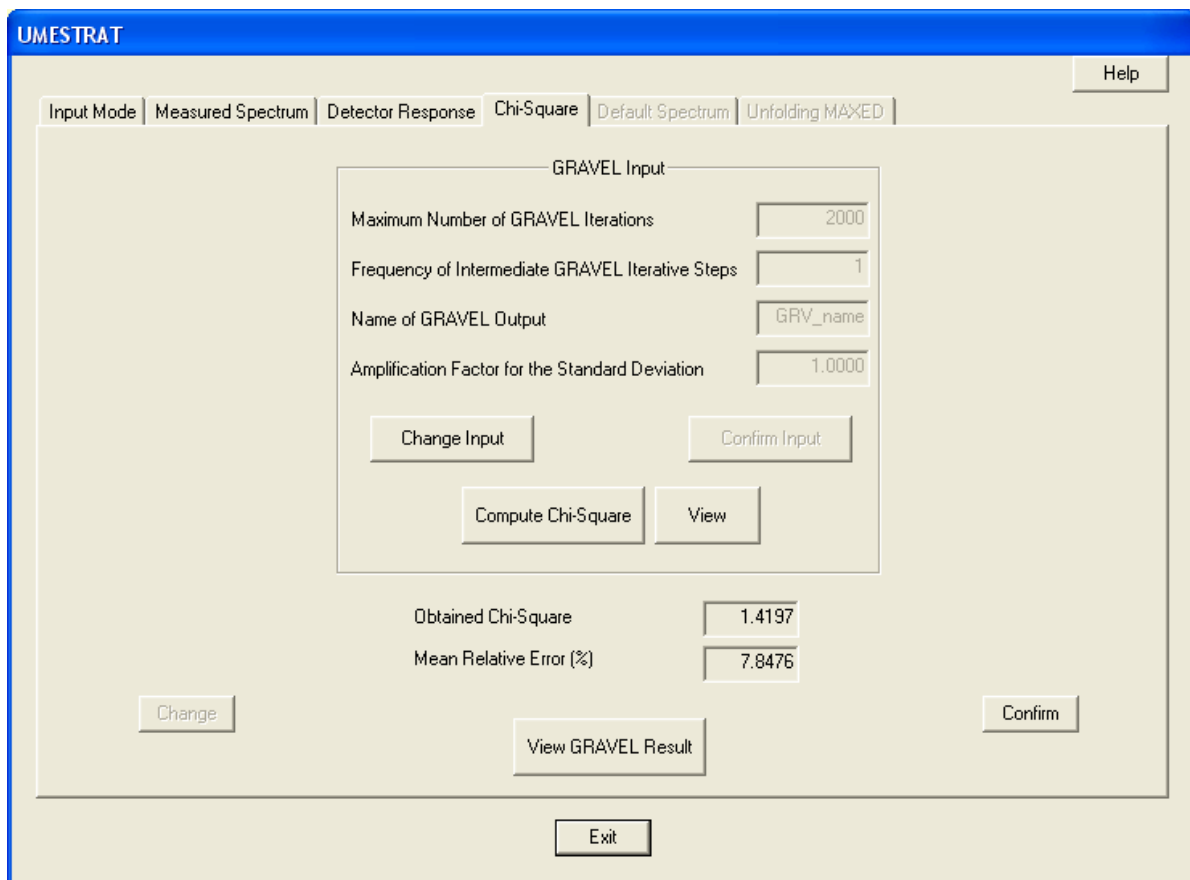 UMESTRAT
Help
Input Mode Measured Spectrum Detector Response Chi-Square Default Spectrum Unfolding MAXED
GRAVEL Input
Maximum Number of GRAVEL Iterations 2000
Frequency of Intermediate GRAVEL Iterative Steps 1
Name of GRAVEL Output GRV_name
Amplification Factor for the Standard Deviation 1.0000
Change Input Confirm Input
Compute Chi-Square View
Obtained Chi-Square 1.4197
Mean Relative Error (%) 7.8476
Change Confirm
View GRAVEL Result
Exit